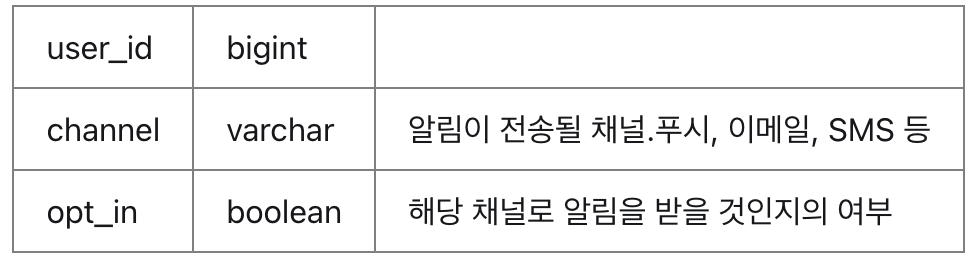 user_id bigint
channel varchar 알림이 전송될 채널.푸시, 이메일, SMS 등
opt_in boolean 해당 채널로 알림을 받을 것인지의 여부